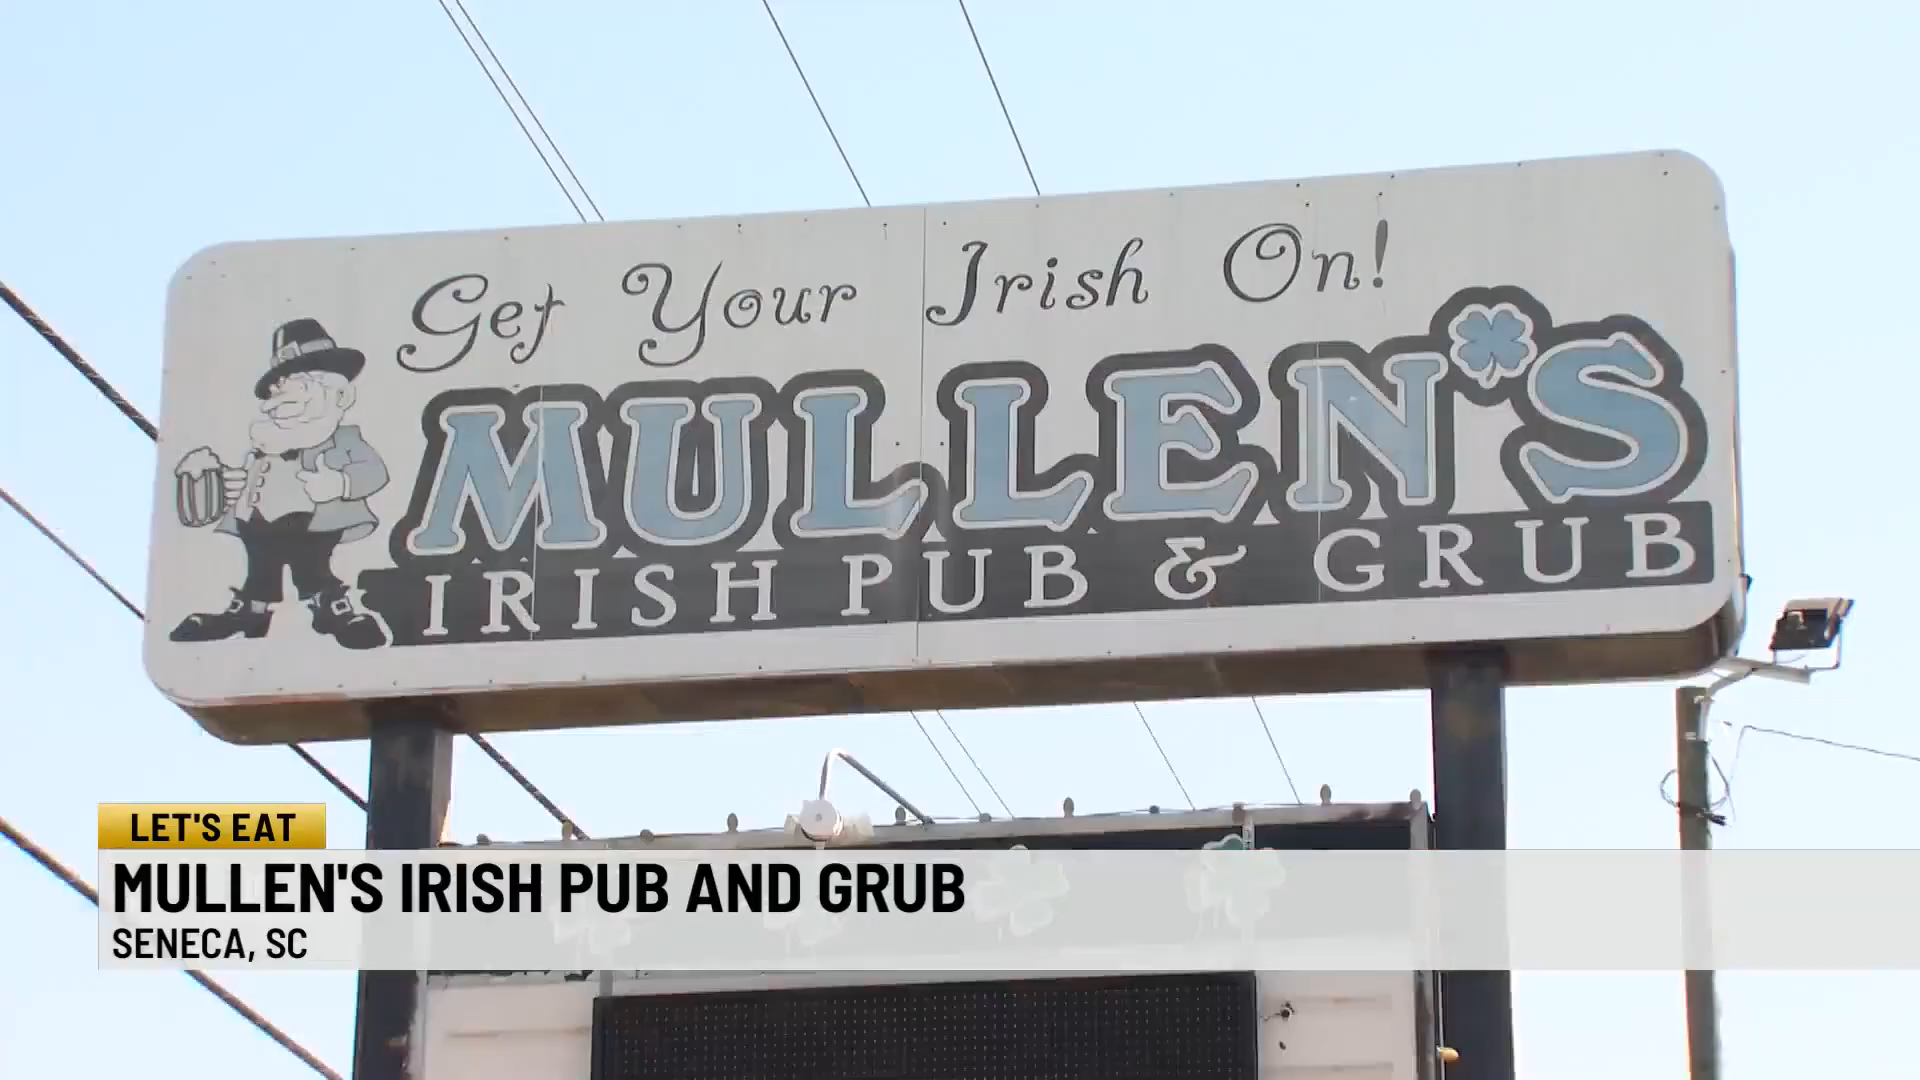 Get Your Irish On!
MULLEN'S
IRISH PUB & GRUB
LET'S EAT
MULLEN'S IRISH PUB AND GRUB
SENECA, SC